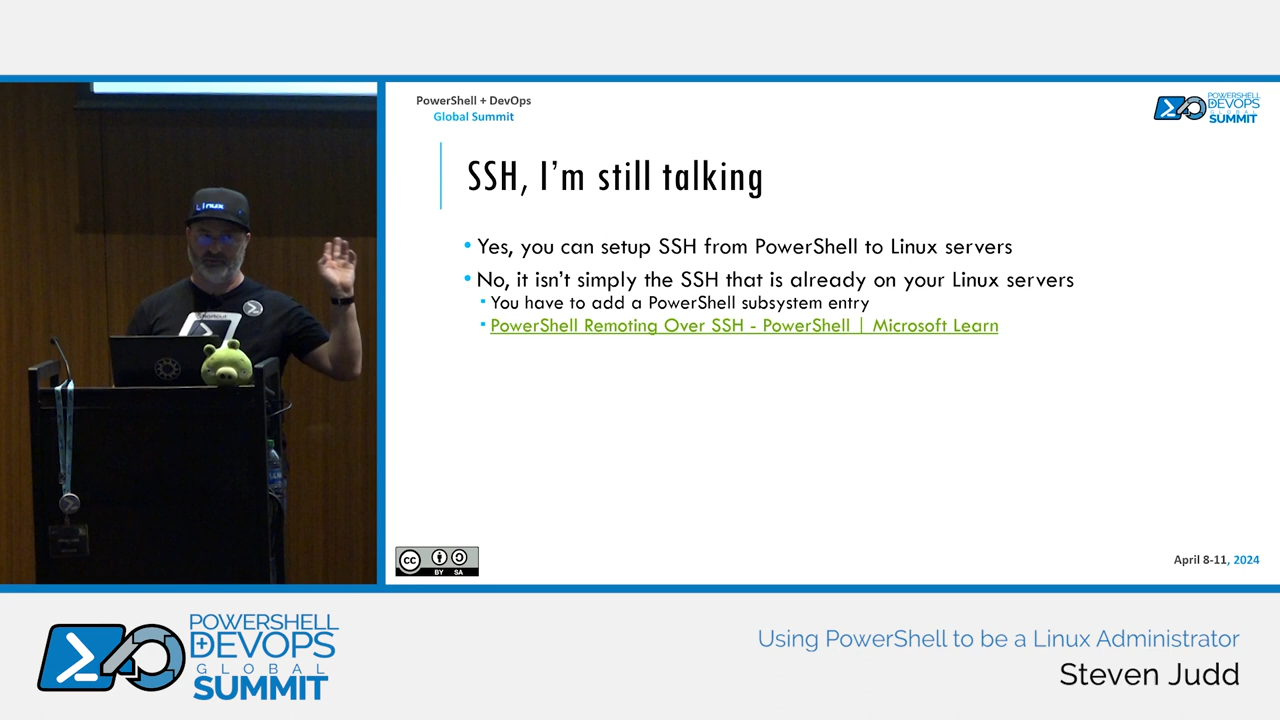 PowerShell + DevOps
Global Summit
POWERSHELL
DEVOPS
GLOBAL
SUMMIT
SSH, I'm still talking
• Yes, you can setup SSH from PowerShell to Linux servers
• No, it isn't simply the SSH that is already on your Linux servers
▪ You have to add a PowerShell subsystem entry
▪ PowerShell Remoting Over SSH - PowerShell | Microsoft Learn
Linux
CC BY SA
April 8-11, 2024
POWERSHELL
+DEVOPS
GLOBAL
SUMMIT
Using PowerShell to be a Linux Administrator
Steven Judd